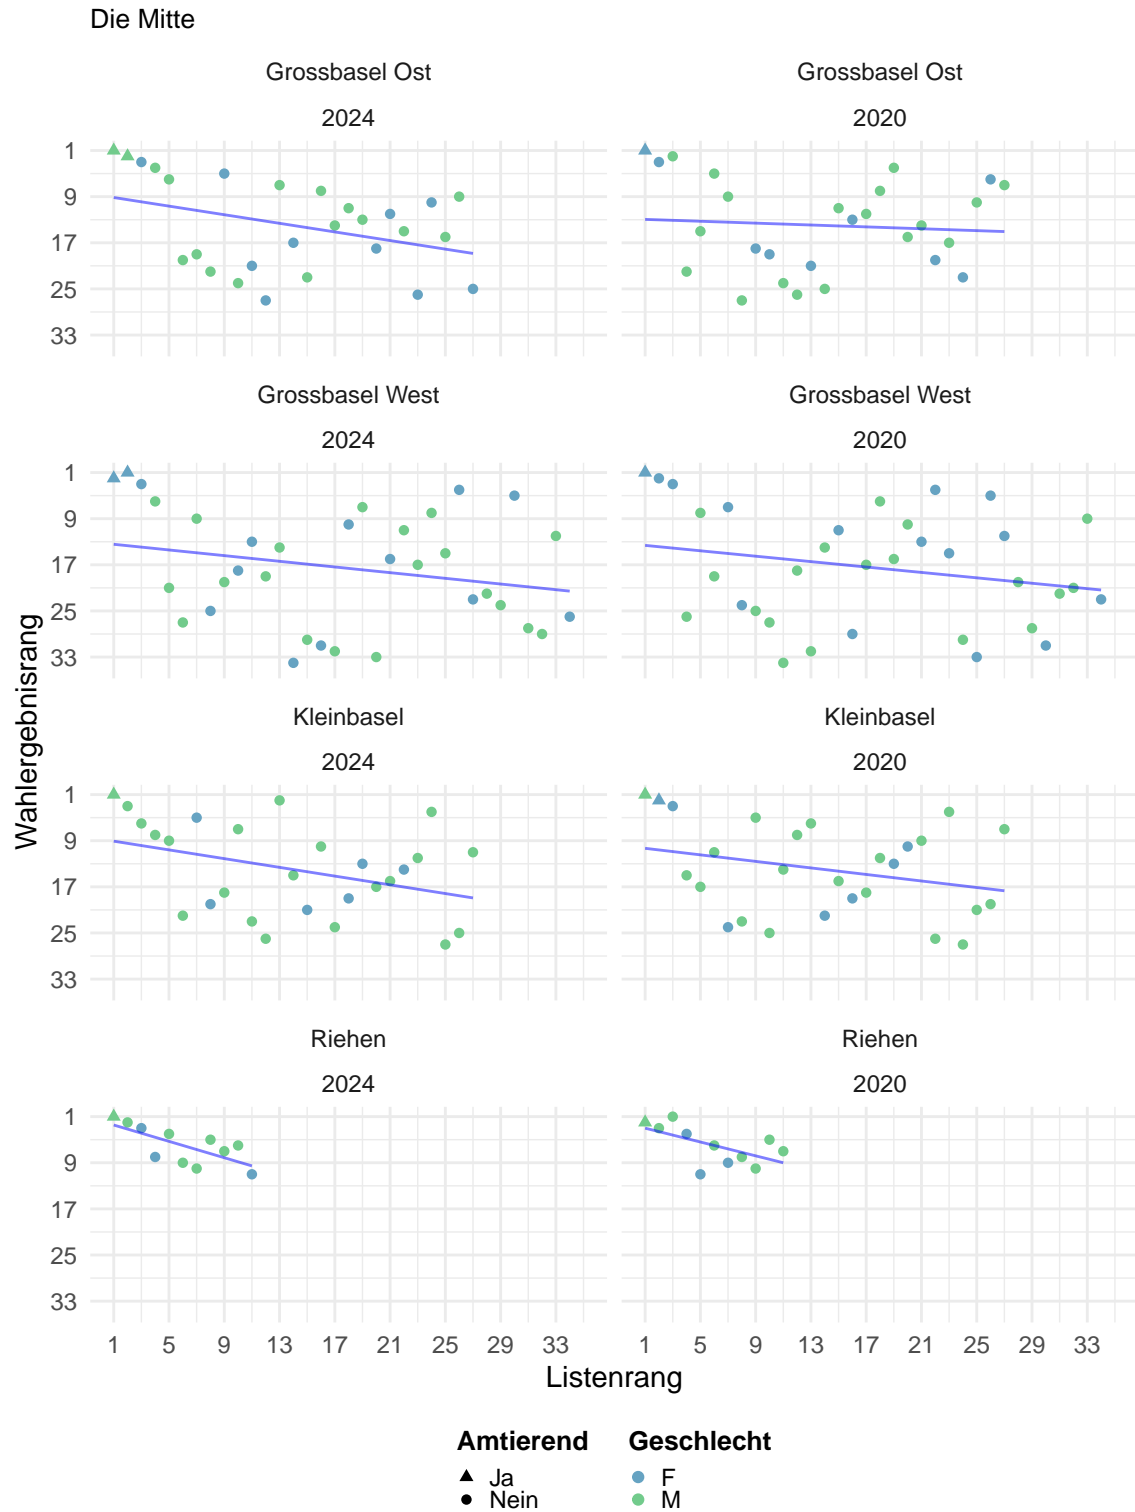 Die Mitte
Grossbasel Ost
Grossbasel Ost
2024
2020
1
9
17
25
33
Grossbasel West
Grossbasel West
2024
2020
1
9
17
25
33
Kleinbasel
Kleinbasel
2024
2020
1
9
17
25
33
Riehen
Riehen
2024
2020
1
9
17
25
33
1 5 9 13 17 21 25 29 33
1 5 9 13 17 21 25 29 33
Wahlergebnisrang
Listenrang
Amtierend
Ja
Nein
Geschlecht
F
M